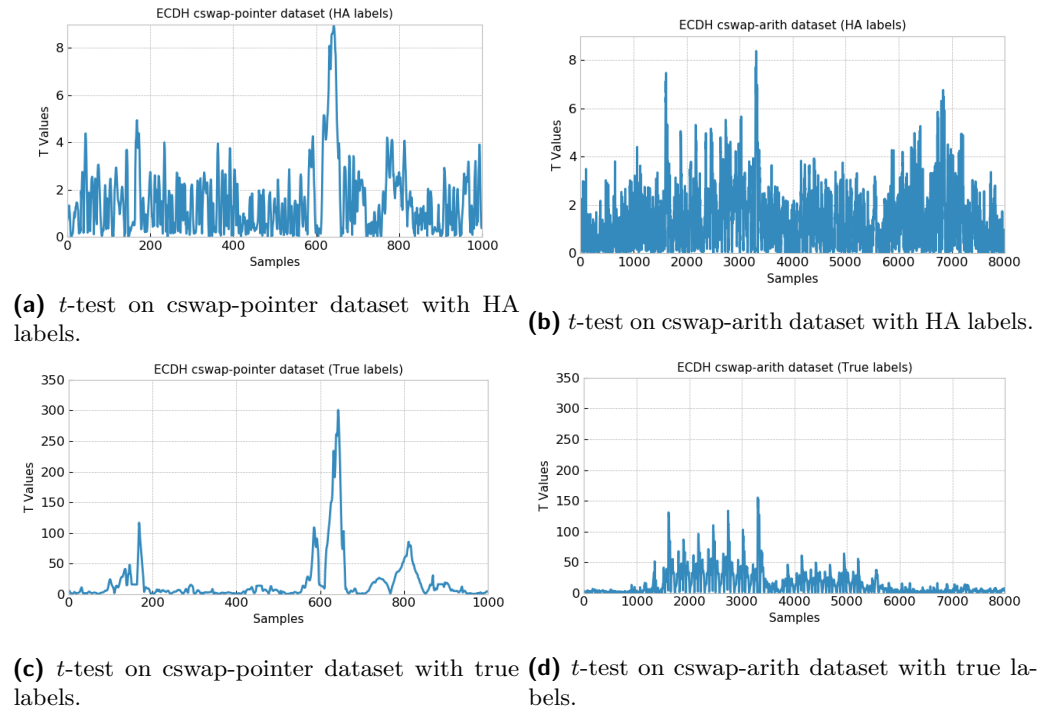 ECDH cswap-pointer dataset (HA labels)
8
6
4
2
0
T Values
0 200 400 600 800 1000
Samples
(a) t-test on cswap-pointer dataset with HA
labels.
ECDH cswap-arith dataset (HA labels)
8
6
4
2
0
T Values
0 1000 2000 3000 4000 5000 6000 7000 8000
Samples
(b) t-test on cswap-arith dataset with HA labels.
ECDH cswap-pointer dataset (True labels)
350
300
250
200
150
100
50
0
T Values
0 200 400 600 800 1000
Samples
(c) t-test on cswap-pointer dataset with true
labels.
ECDH cswap-arith dataset (True labels)
350
300
250
200
150
100
50
0
T Values
0 1000 2000 3000 4000 5000 6000 7000 8000
Samples
(d) t-test on cswap-arith dataset with true la-
bels.